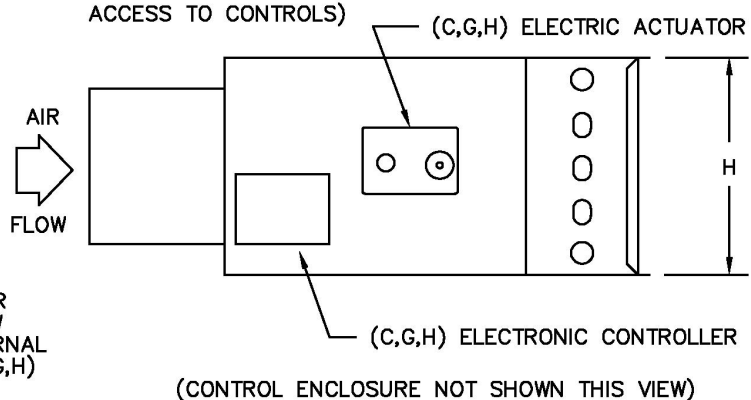 ACCESS TO CONTROLS)
(C,G,H) ELECTRIC ACTUATOR
AIR
FLOW
H
(C,G,H) ELECTRONIC CONTROLLER
(CONTROL ENCLOSURE NOT SHOWN THIS VIEW)